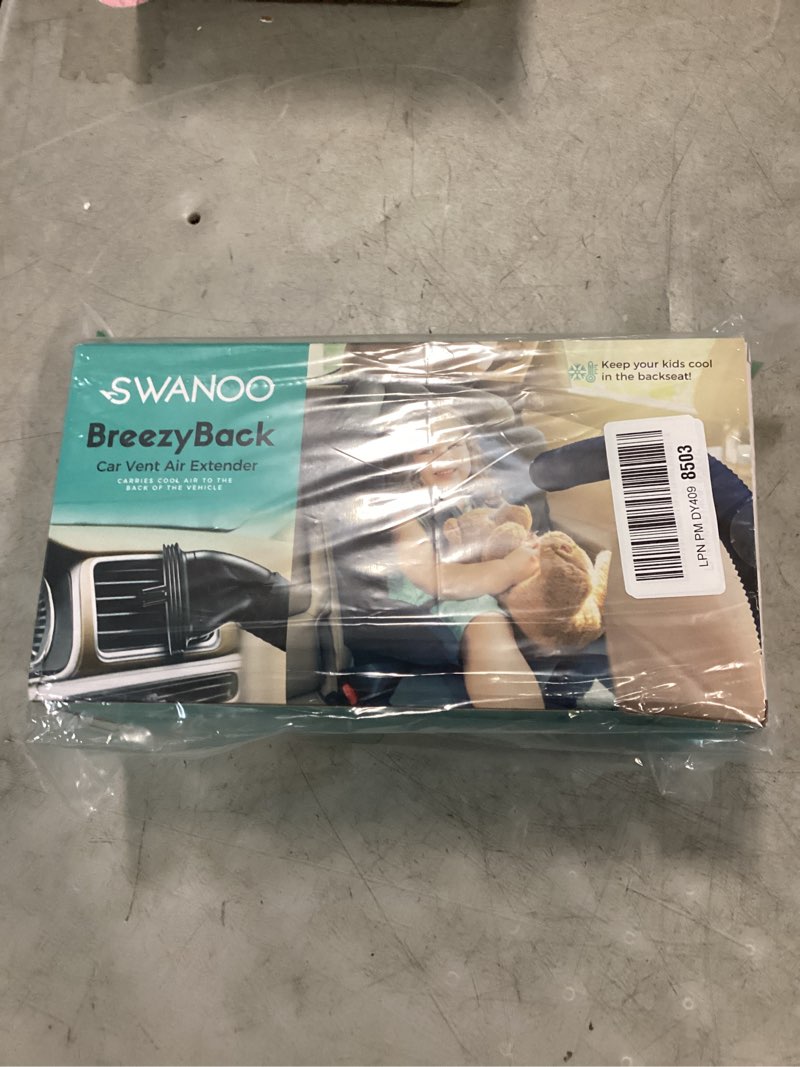 SWANOO
BreezyBack
Car Vent Air Extender
CARRIES COOL AIR TO THE
BACK OF THE VEHICLE
Keep your kids cool
in the backseat!
LPN PM DY409 8503